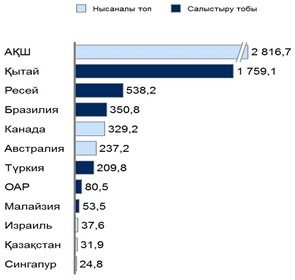 Нысаналы топ Салыстыру тобы
АҚШ 2 816,7
Қытай 1 759,1
Ресей 538,2
Бразилия 350,8
Канада 329,2
Австралия 237,2
Түркия 209,8
ОАР 80,5
Малайзия 53,5
Израиль 37,6
Қазақстан 31,9
Сингапур 24,8